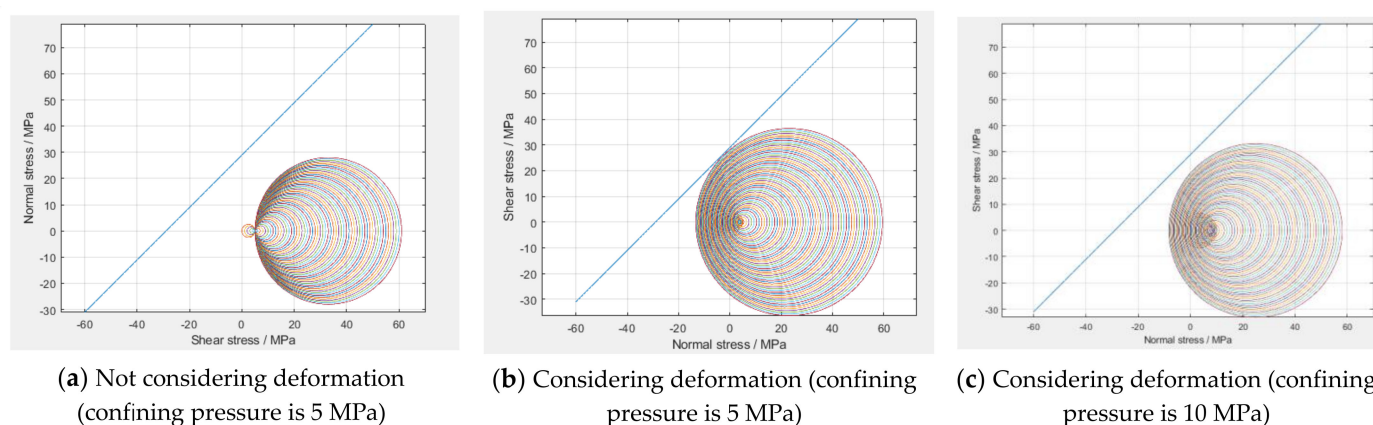 70
60
50
40
30
20
10
0
-10
-20
-30
Normal stress / MPa
-60 -40 -20 0 20 40 60
Shear stress / MPa
(a) Not considering deformation
(confining pressure is 5 MPa)
70
60
50
40
30
20
10
0
-10
-20
-30
Shear stress / MPa
-60 -40 -20 0 20 40 60
Normal stress / MPa
(b) Considering deformation (confining
pressure is 5 MPa)
70
60
50
40
30
20
10
0
-10
-20
-30
Shear stress / MPa
-60 -40 -20 0 20 40 60
Normal stress / MPa
(c) Considering deformation (confining
pressure is 10 MPa)